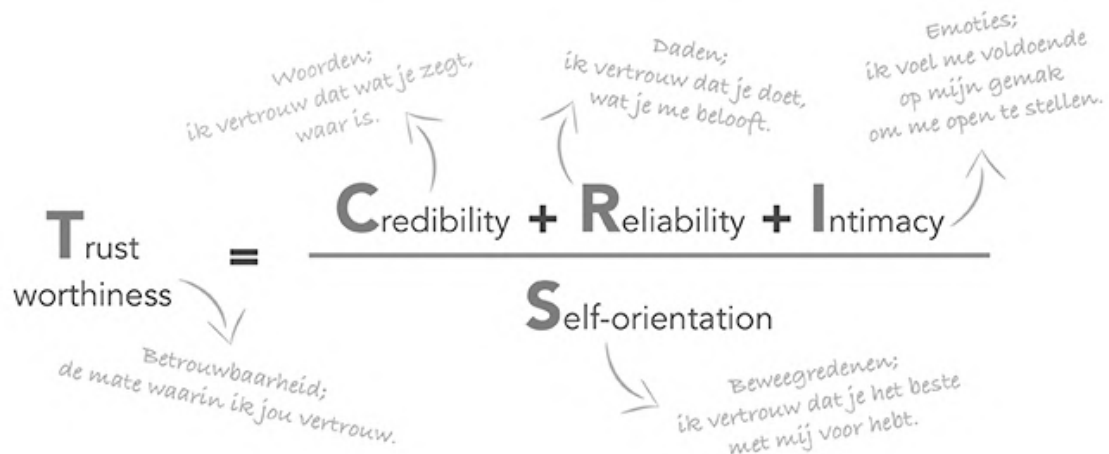 Woorden;
ik vertrouw dat wat je zegt,
waar is.
Daden;
ik vertrouw dat je doet,
wat je me belooft.
Emoties;
ik voel me voldoende
op mijn gemak
om me open te stellen.
Trust
worthiness
=
Credibility + Reliability + Intimacy
Self-orientation
Betrouwbaarheid;
de mate waarin ik jou vertrouw.
Beweegredenen;
ik vertrouw dat je het beste
met mij voor hebt.